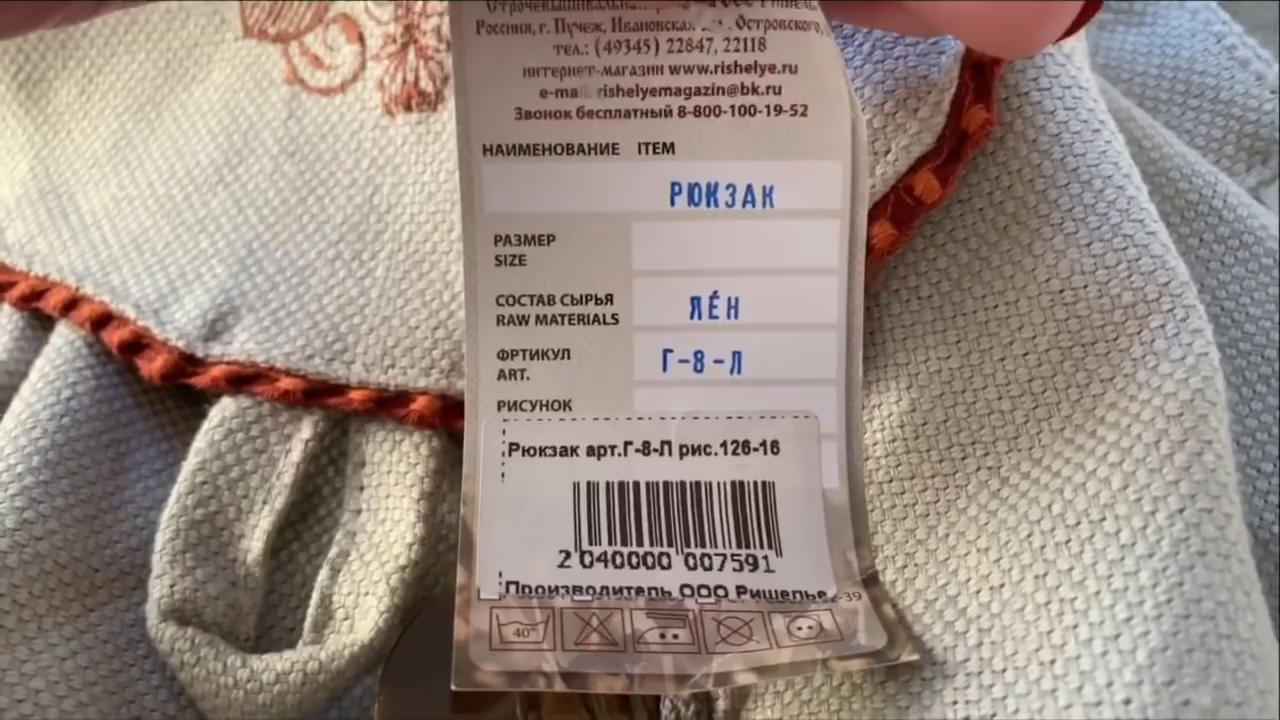 Россиия, г. Пучеж, Ивановская Островского,
тел.: (49345) 22847, 22118
интернет-магазин www.rishelye.ru
rishelyemagazin@bk.ru
Звонок бесплатный 8-800-100-19-52
НАИМЕНОВАНИЕ ITEM
РЮКЗАК
РАЗМЕР
SIZE
СОСТАВ СЫРЬЯ
RAW MATERIALS
ЛЁН
ФРТИКУЛ
ART.
Г-8-Л
РИСУНОК
Рюкзак арт.Г-8-Л рис.126-16
2 040000 007591
Производитель ООО Ришелье
40°